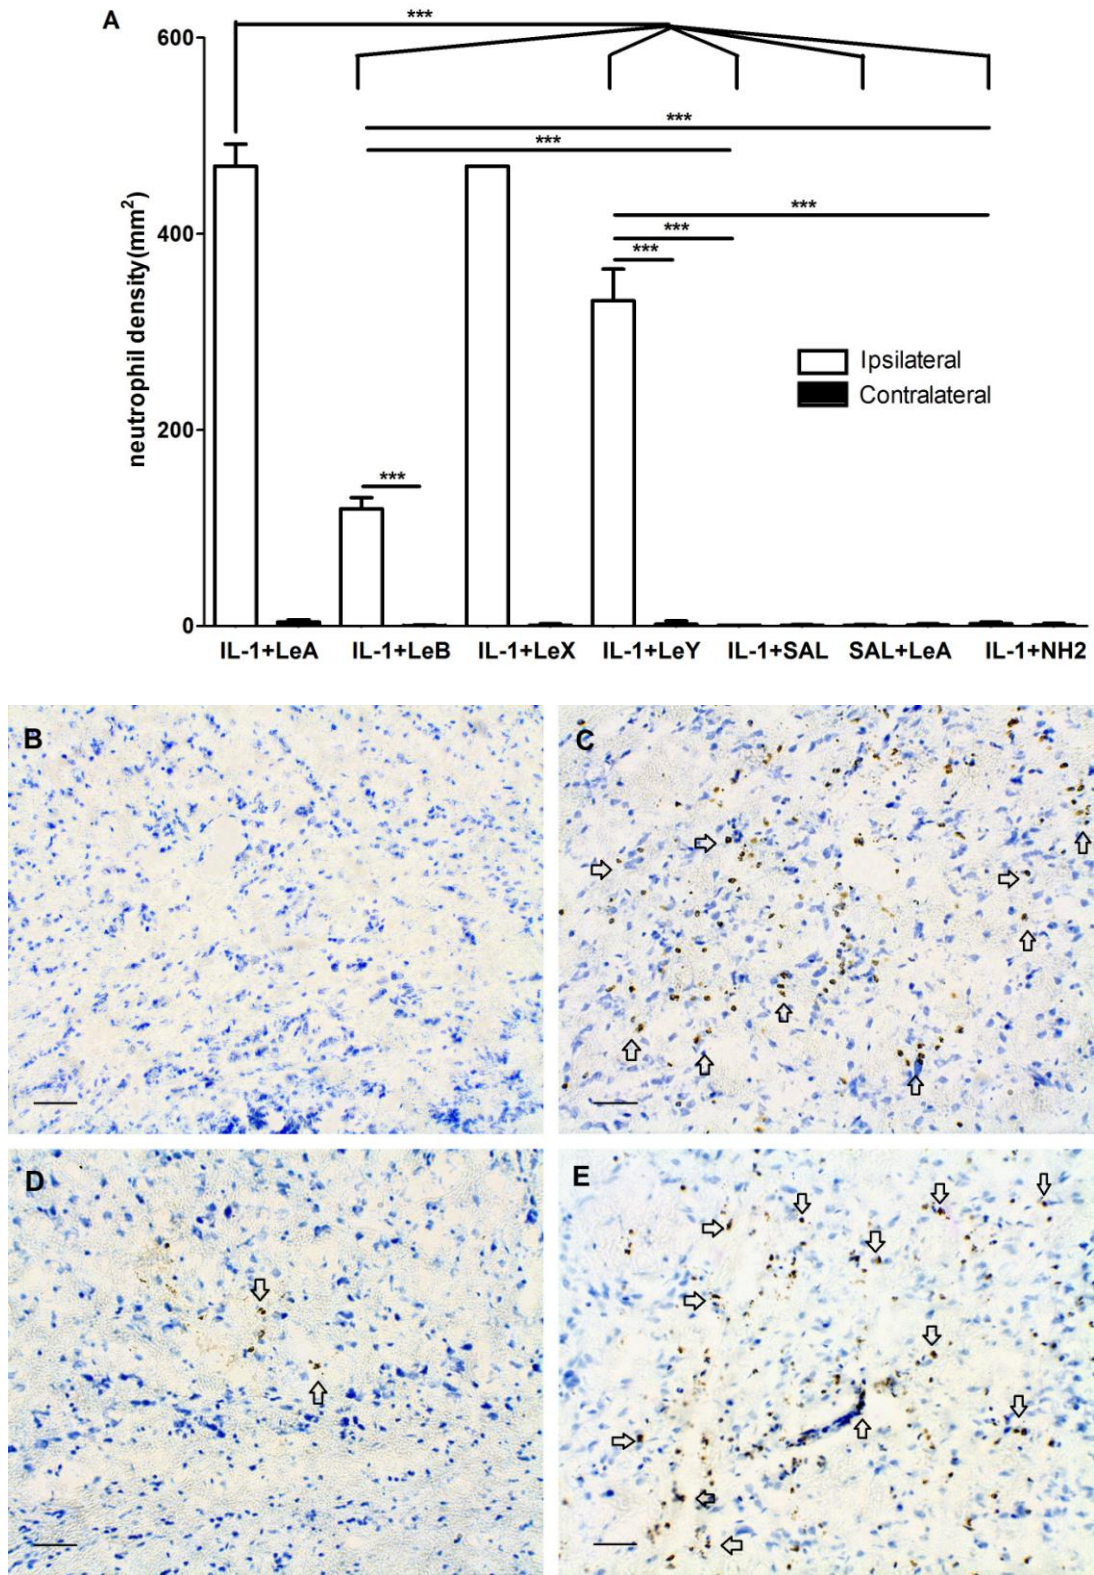 A
***
600
***
***
***
400
***
***
neutrophil density(mm²)
Ipsilateral
Contralateral
200
***
0
IL-1+LeA IL-1+LeB IL-1+LeX IL-1+LeY IL-1+SAL SAL+LeA IL-1+NH2
B
C
D
E